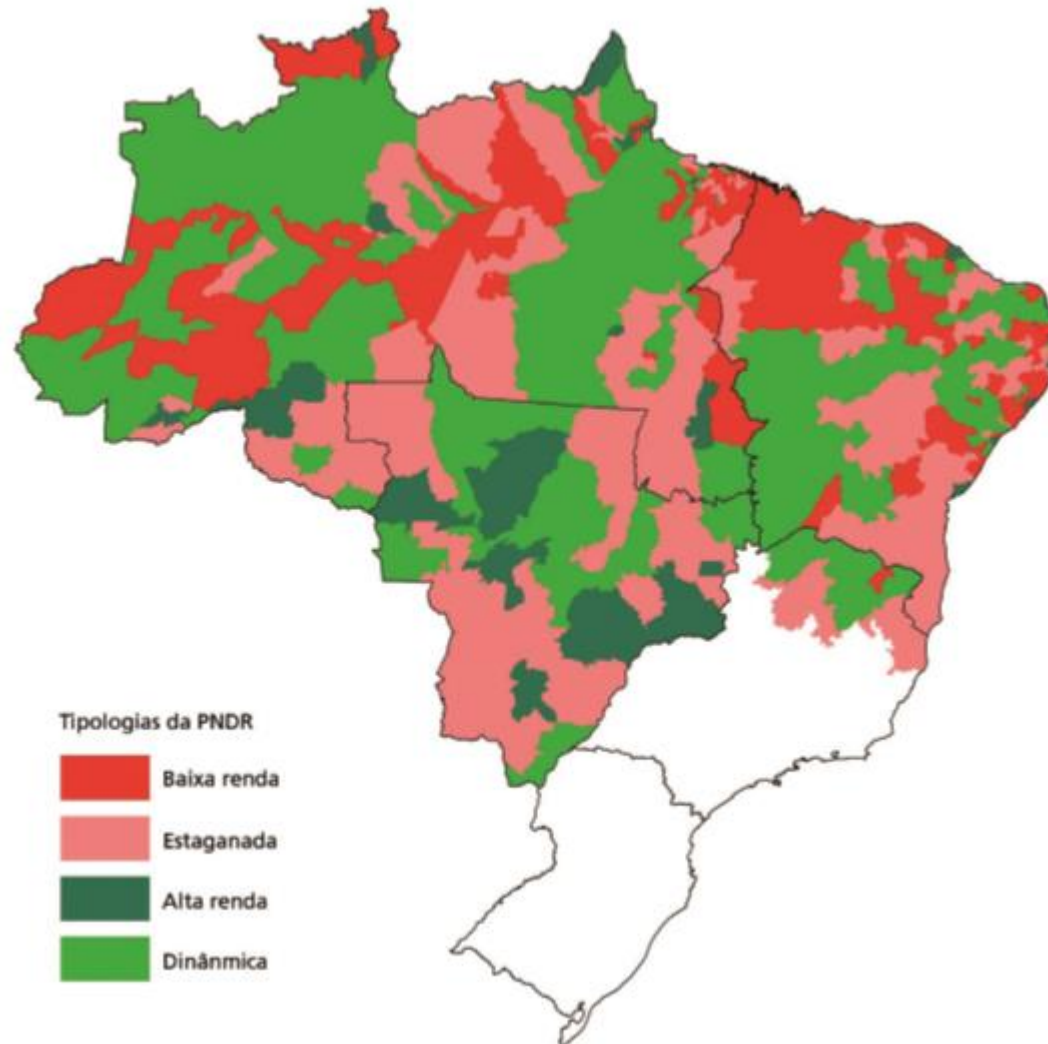 Tipologias da PNDR
Baixa renda
Estaganada
Alta renda
Dinânmica